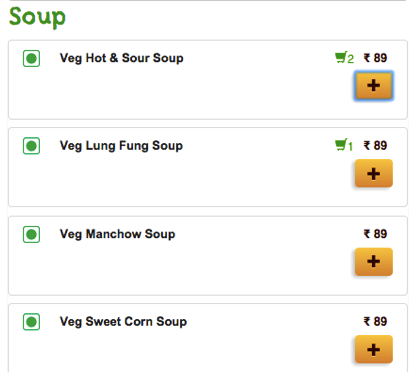 Soup
Veg Hot & Sour Soup 2 ₹ 89
+
Veg Lung Fung Soup 1 ₹ 89
+
Veg Manchow Soup ₹ 89
+
Veg Sweet Corn Soup ₹ 89
+